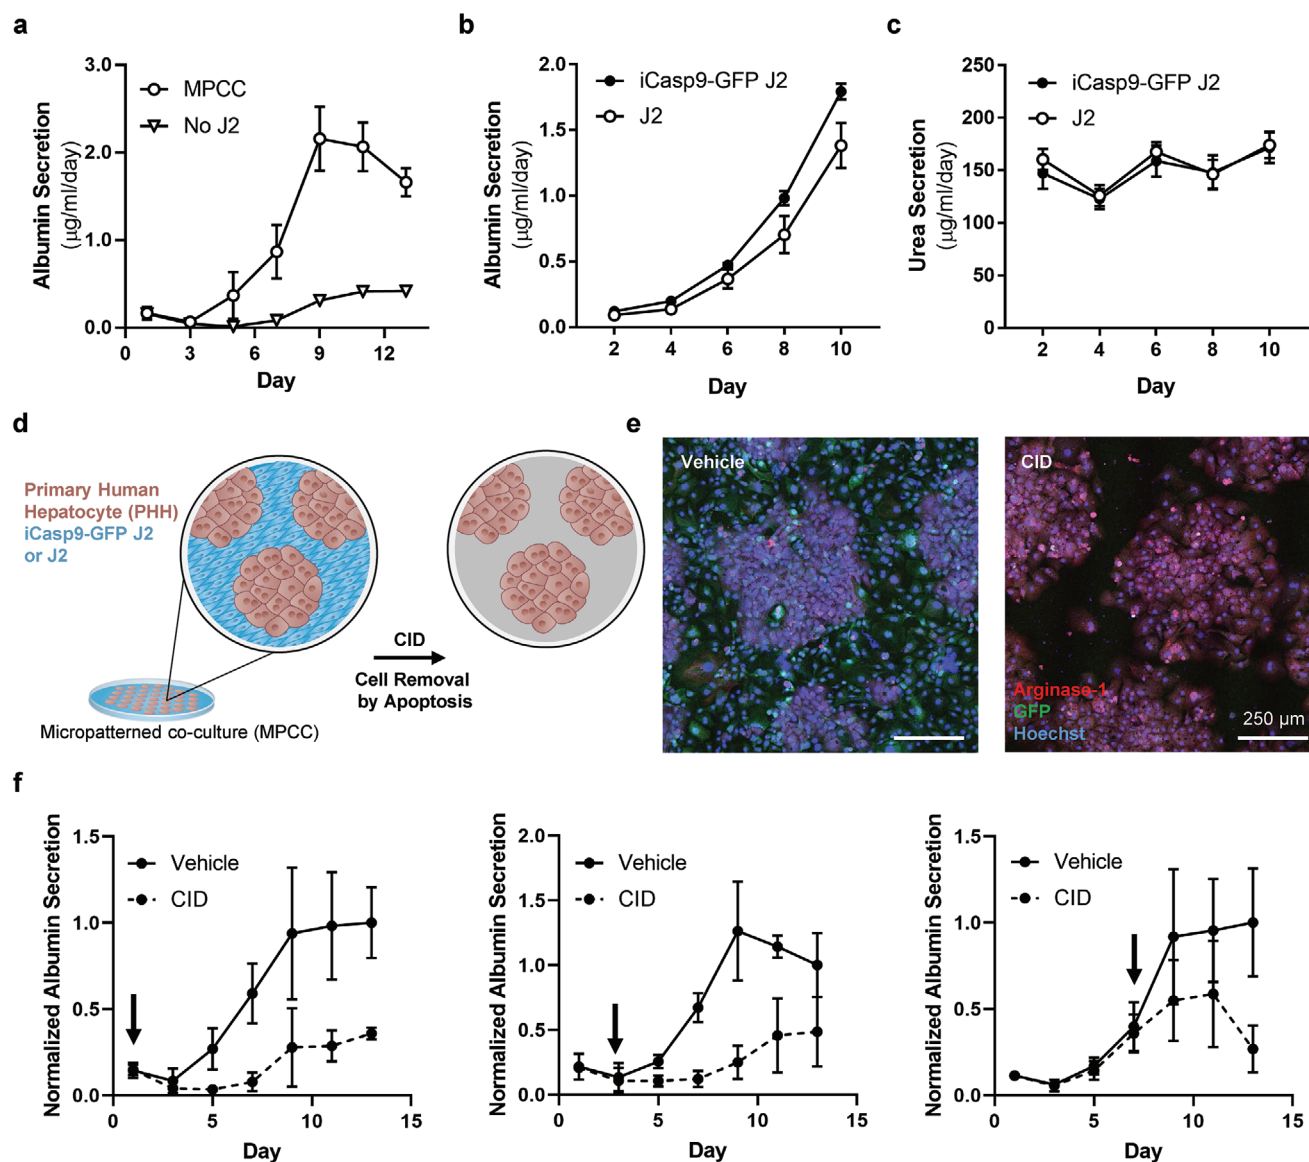 a
3.0
2.0
1.0
0.0
0 3 6 9 12
Albumin Secretion
(µg/ml/day)
Day
MPCC
No J2
b
2.0
1.5
1.0
0.5
0.0
2 4 6 8 10
Albumin Secretion
(µg/ml/day)
Day
iCasp9-GFP J2
J2
c
250
200
150
100
50
0
2 4 6 8 10
Urea Secretion
(µg/ml/day)
Day
iCasp9-GFP J2
J2
d
Primary Human
Hepatocyte (PHH)
iCasp9-GFP J2
or J2
CID
Cell Removal
by Apoptosis
Micropatterned co-culture (MPCC)
e
Vehicle
CID
Arginase-1
GFP
Hoechst
250 µm
f
1.5
1.0
0.5
0.0
0 5 10 15
Normalized Albumin Secretion
Day
Vehicle
CID
2.0
1.5
1.0
0.5
0.0
0 5 10 15
Normalized Albumin Secretion
Day
Vehicle
CID
1.5
1.0
0.5
0.0
0 5 10 15
Normalized Albumin Secretion
Day
Vehicle
CID